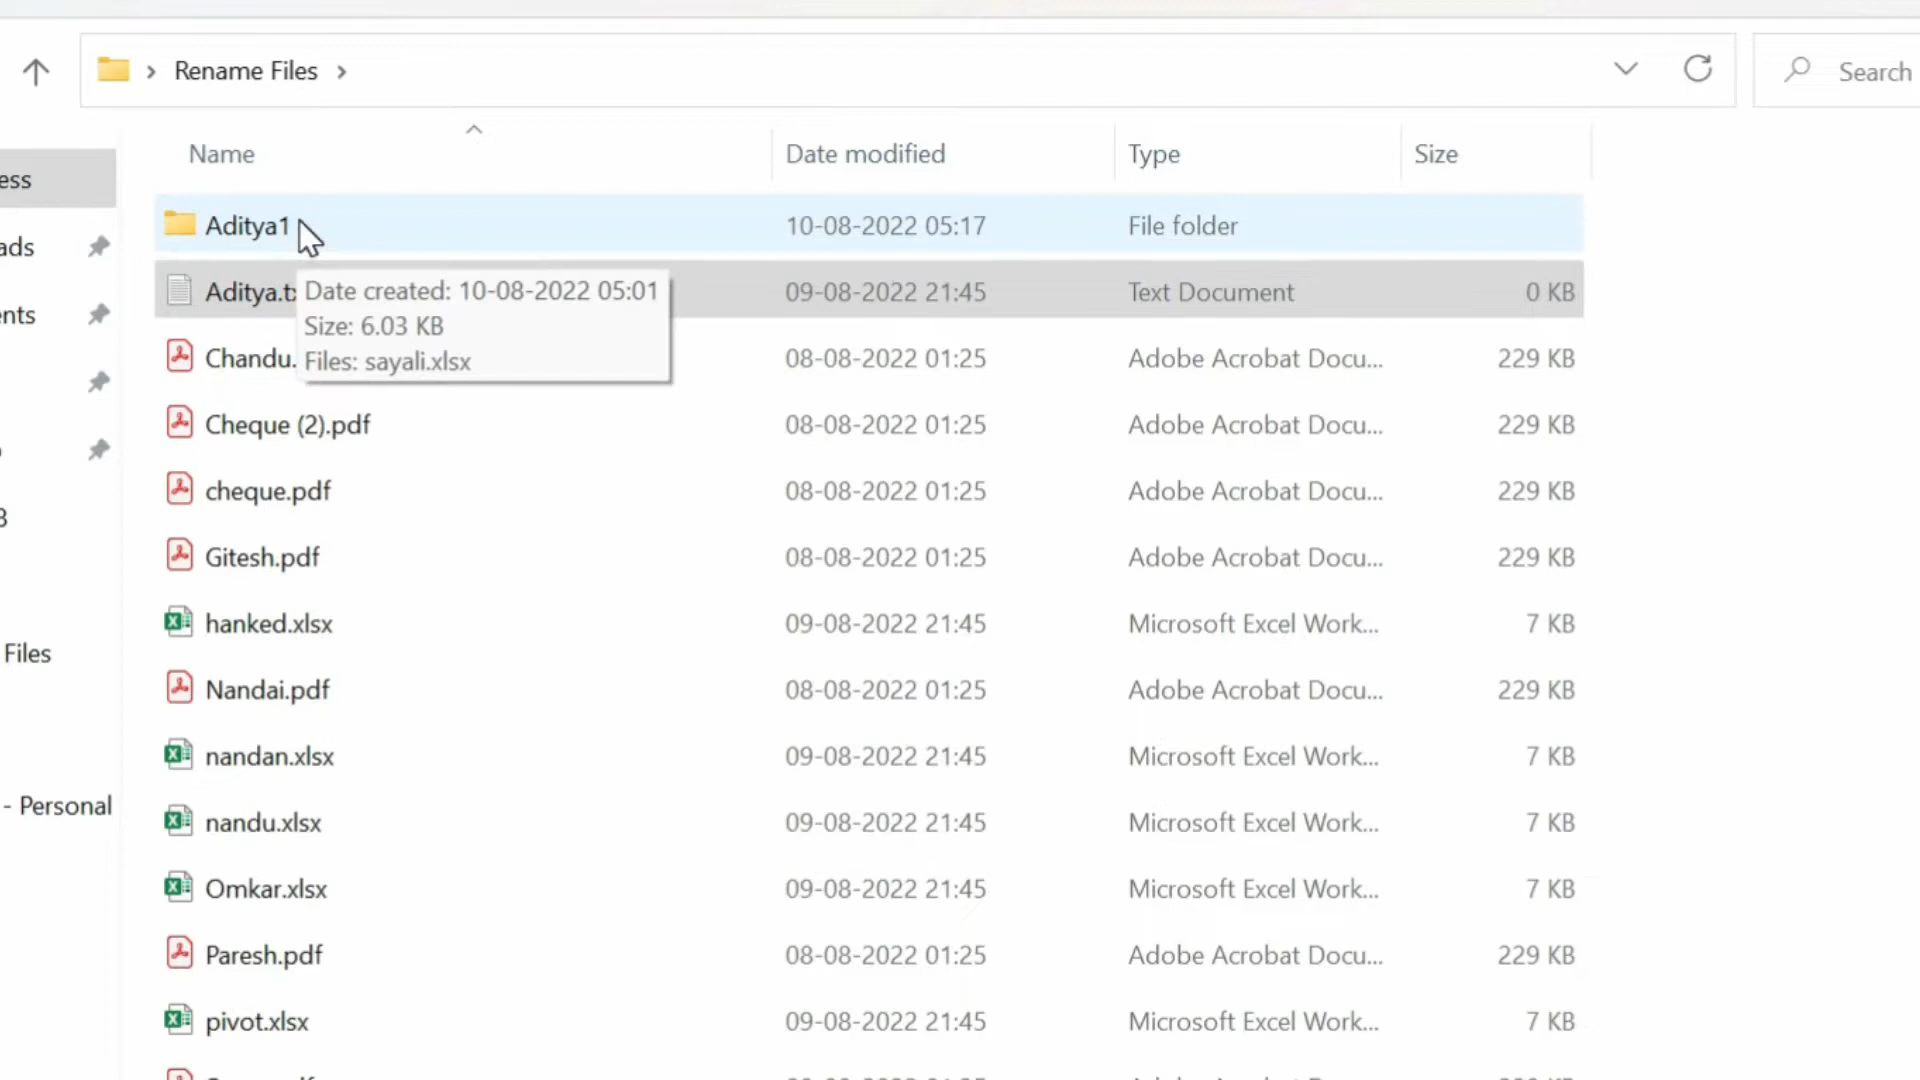 Rename Files
Search
Name Date modified Type Size
ess
Aditya1 10-08-2022 05:17 File folder
ads
Aditya.tx 09-08-2022 21:45 Text Document 0 KB
Date created: 10-08-2022 05:01
Size: 6.03 KB
Files: sayali.xlsx
ents
Chandu. 08-08-2022 01:25 Adobe Acrobat Docu... 229 KB
Cheque (2).pdf 08-08-2022 01:25 Adobe Acrobat Docu... 229 KB
cheque.pdf 08-08-2022 01:25 Adobe Acrobat Docu... 229 KB
Gitesh.pdf 08-08-2022 01:25 Adobe Acrobat Docu... 229 KB
hanked.xlsx 09-08-2022 21:45 Microsoft Excel Work... 7 KB
Files
Nandai.pdf 08-08-2022 01:25 Adobe Acrobat Docu... 229 KB
nandan.xlsx 09-08-2022 21:45 Microsoft Excel Work... 7 KB
- Personal
nandu.xlsx 09-08-2022 21:45 Microsoft Excel Work... 7 KB
Omkar.xlsx 09-08-2022 21:45 Microsoft Excel Work... 7 KB
Paresh.pdf 08-08-2022 01:25 Adobe Acrobat Docu... 229 KB
pivot.xlsx 09-08-2022 21:45 Microsoft Excel Work... 7 KB